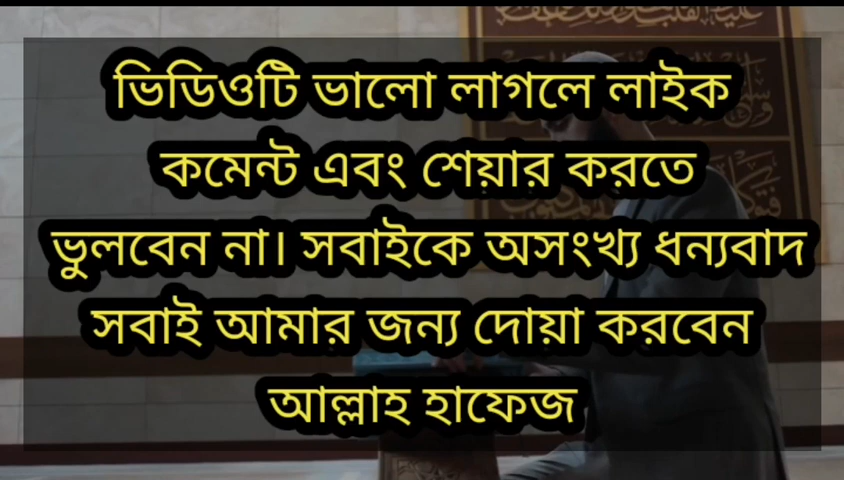 ভিডিওটি ভালো লাগলে লাইক
কমেন্ট এবং শেয়ার করতে
ভুলবেন না। সবাইকে অসংখ্য ধন্যবাদ
সবাই আমার জন্য দোয়া করবেন
আল্লাহ হাফেজ